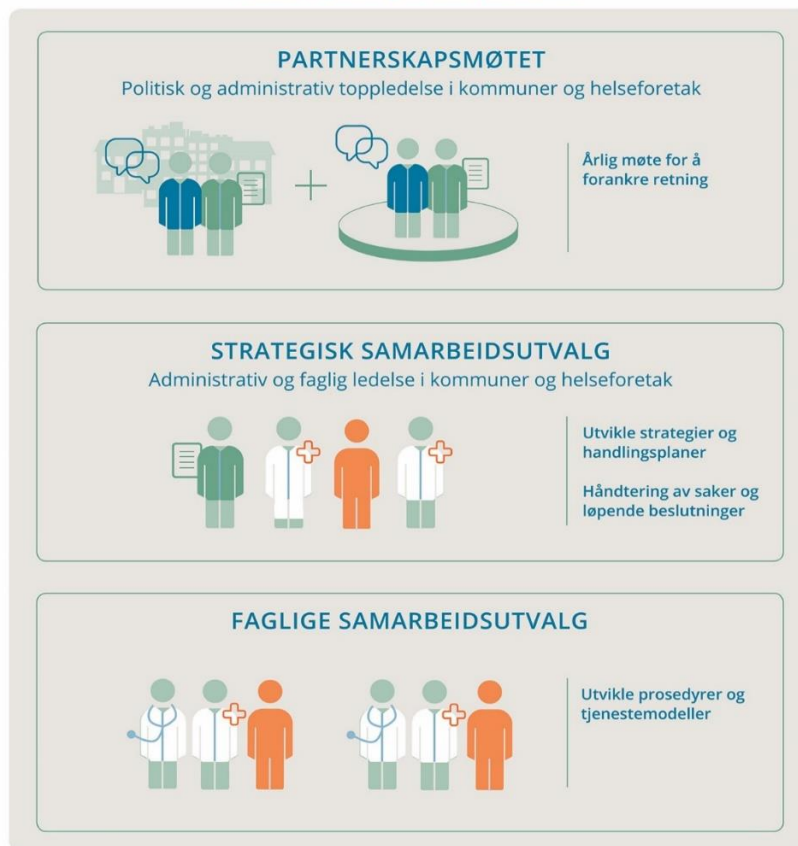 PARTNERSKAPSMØTET
Politisk og administrativ toppledelse i kommuner og helseforetak
Årlig møte for å
forankre retning
STRATEGISK SAMARBEIDSUTVALG
Administrativ og faglig ledelse i kommuner og helseforetak
Utvikle strategier og
handlingsplaner
Håndtering av saker og
løpende beslutninger
FAGLIGE SAMARBEIDSUTVALG
Utvikle prosedyrer og
tjenestemodeller